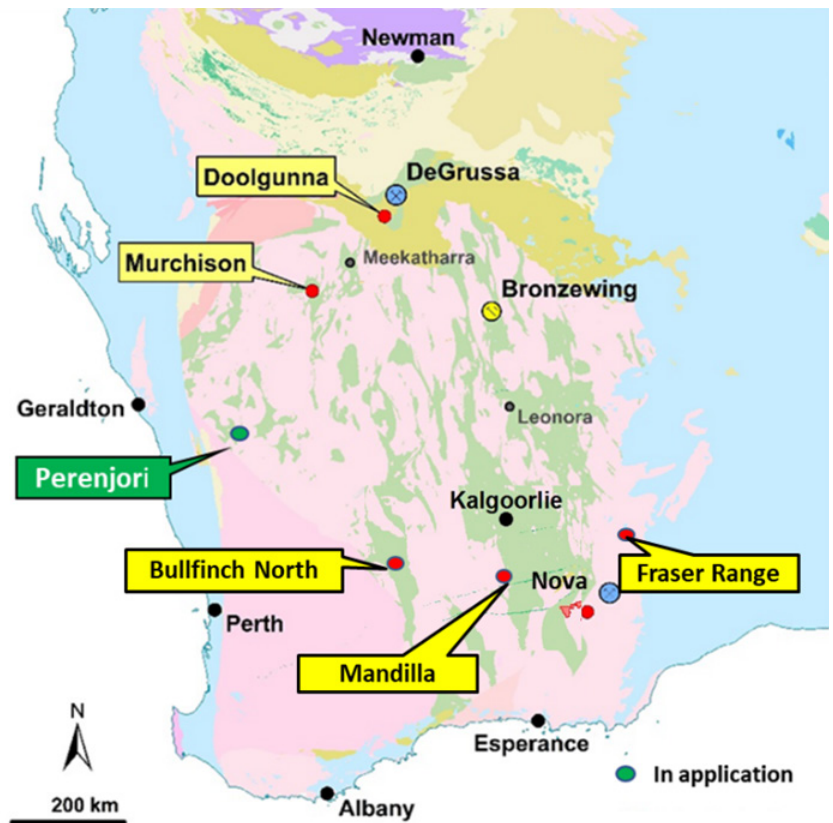 Newman
DeGrussa
Doolgunna
Meekatharra
Murchison
Bronzewing
Geraldton
Leonora
Perenjori
Kalgoorlie
Bullfinch North
Nova
Fraser Range
Perth
Mandilla
N
Esperance
In application
200 km
Albany